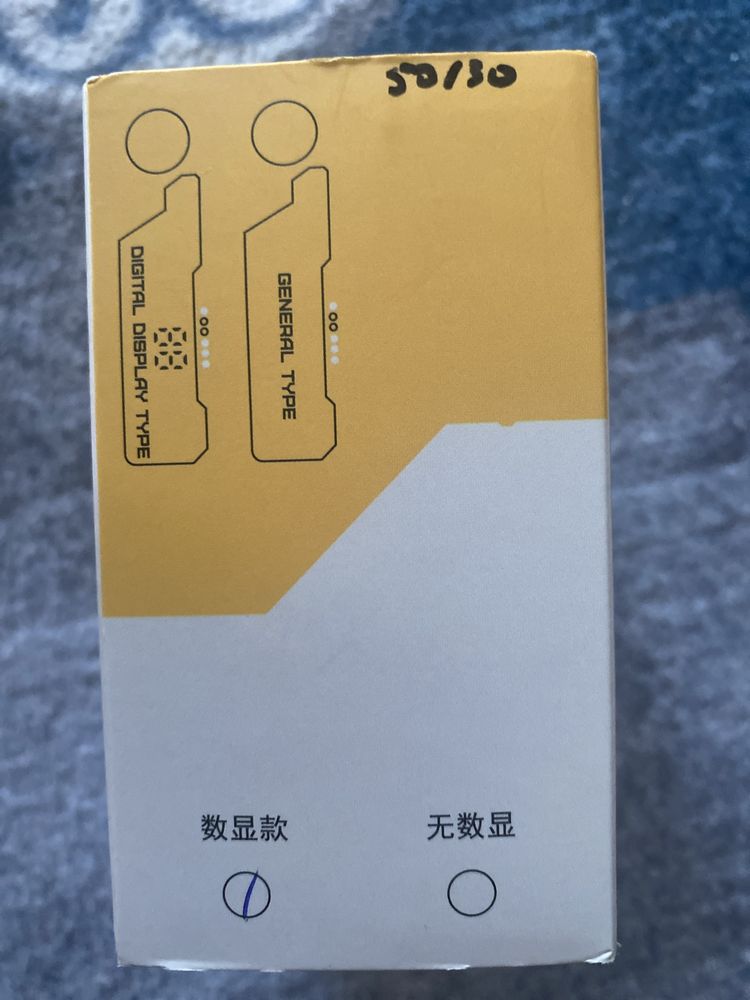 50/30
GENERAL TYPE
DIGITAL DISPLAY TYPE
88
数显款
无数显